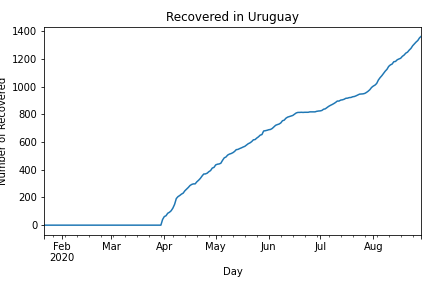 Recovered in Uruguay
Number of Recovered
1400
1200
1000
800
600
400
200
0
Feb
2020
Mar
Apr
May
Jun
Jul
Aug
Day